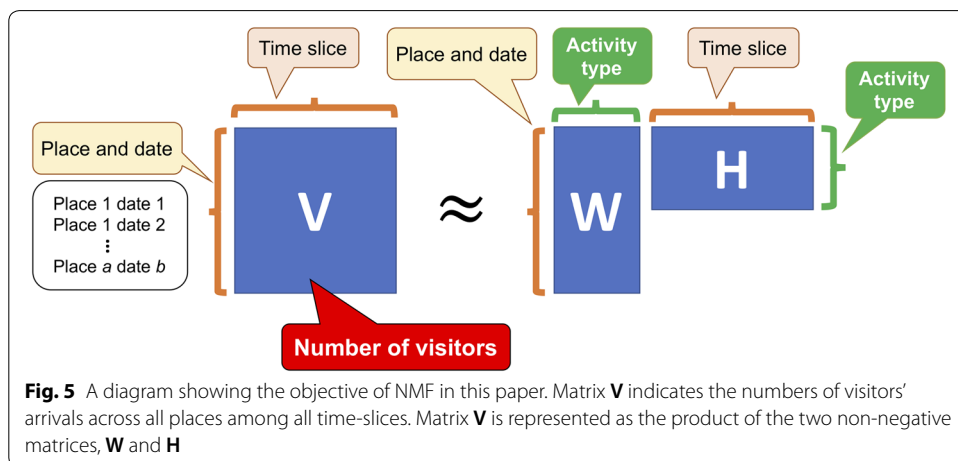 Time slice
Place and date
Activity
type
Time slice
Activity
type
Place and date
Place 1 date 1
Place 1 date 2
⋮
Place a date b
V
≈
W
H
Number of visitors
Fig. 5 A diagram showing the objective of NMF in this paper. Matrix V indicates the numbers of visitors’
arrivals across all places among all time-slices. Matrix V is represented as the product of the two non-negative
matrices, W and H